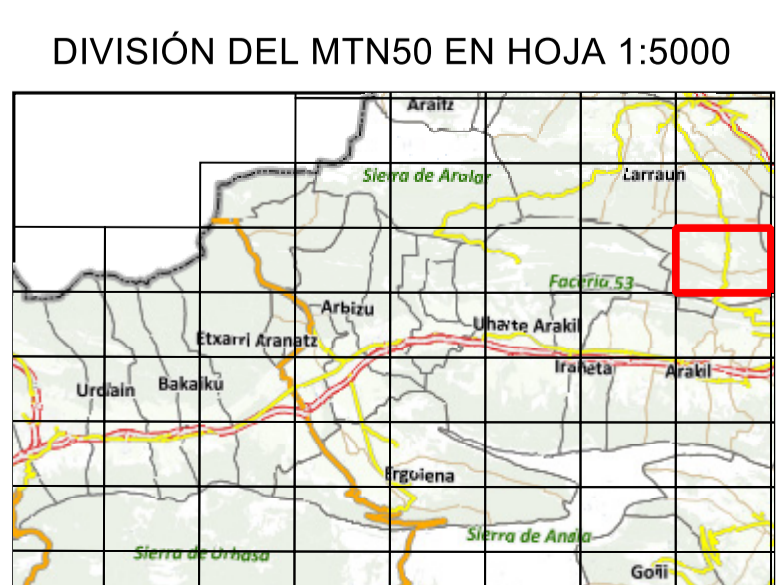 DIVISIÓN DEL MTN50 EN HOJA 1:5000
Araitz
Sierra de Aralar
Larraun
Facería 53
Arbizu
Uharte Arakil
Etxarri Aranatz
Irañeta
Arakil
Urdiain
Bakaiku
Ergoiena
Sierra de Andia
Sierra de Urbasa
Goñi